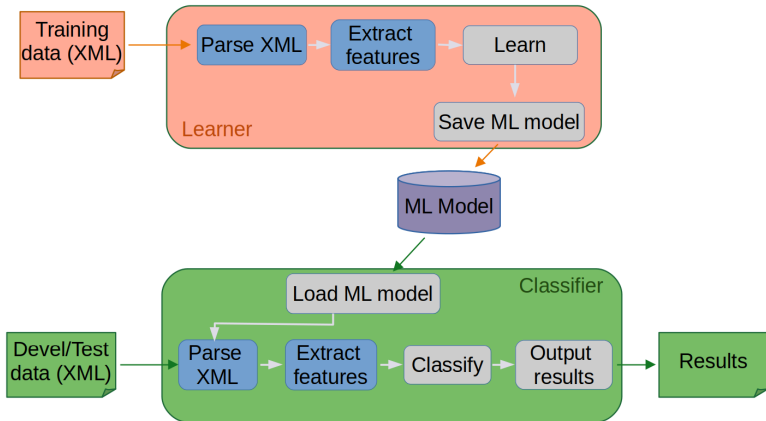 Training
data (XML)
Parse XML
Extract
features
Learn
Save ML model
Learner
ML Model
Classifier
Load ML model
Devel/Test
data (XML)
Parse
XML
Extract
features
Classify
Output
results
Results